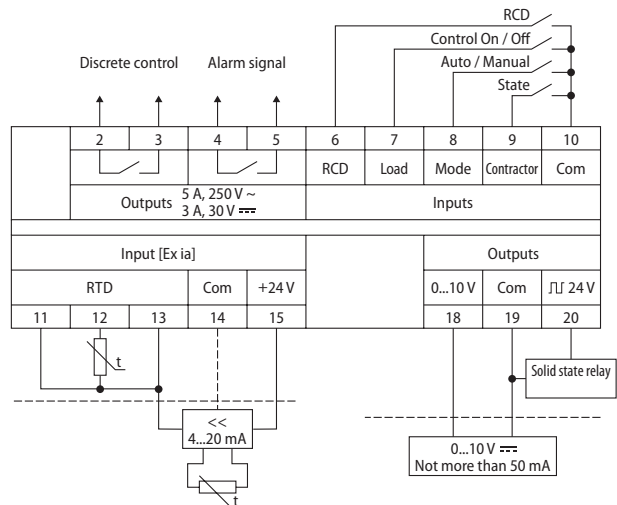 RCD
Control On / Off
Discrete control Alarm signal Auto / Manual
State
2 3 4 5 6 7 8 9 10
RCD Load Mode Contractor Com
Outputs 5 A, 250 V ~ Inputs
3 A, 30 V ⎓
Input [Ex ia] Outputs
RTD Com +24 V 0...10 V Com ⎍⎍ 24 V
11 12 13 14 15 18 19 20
t
Solid state relay
<<
4...20 mA
0...10 V ⎓
Not more than 50 mA
t